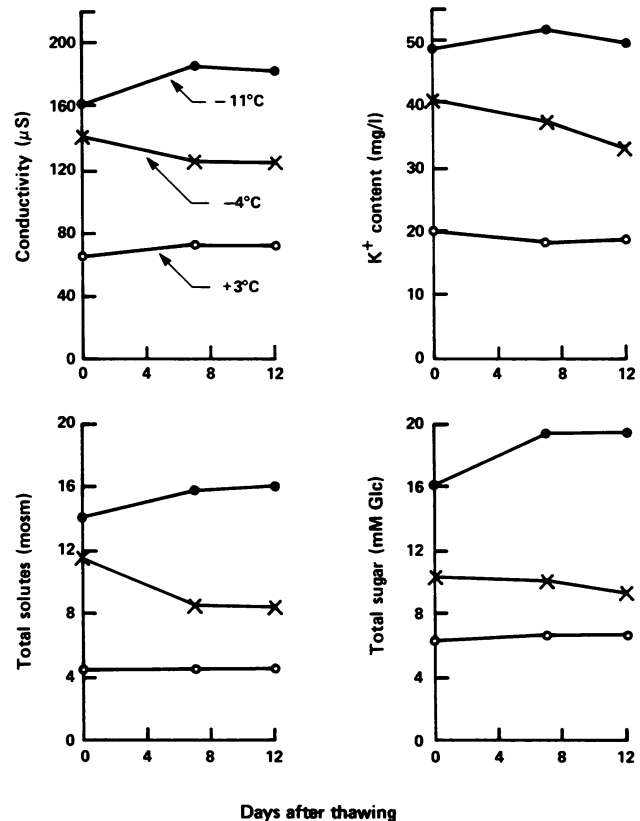 200
160
120
80
60
0
Conductivity (μS)
– 11°C
–4°C
+3°C
0 4 8 12
50
40
30
20
10
0
K+ content (mg/l)
0 4 8 12
20
16
12
8
4
0
Total solutes (mosm)
0 4 8 12
20
16
12
8
4
0
Total sugar (mM Glc)
0 4 8 12
Days after thawing